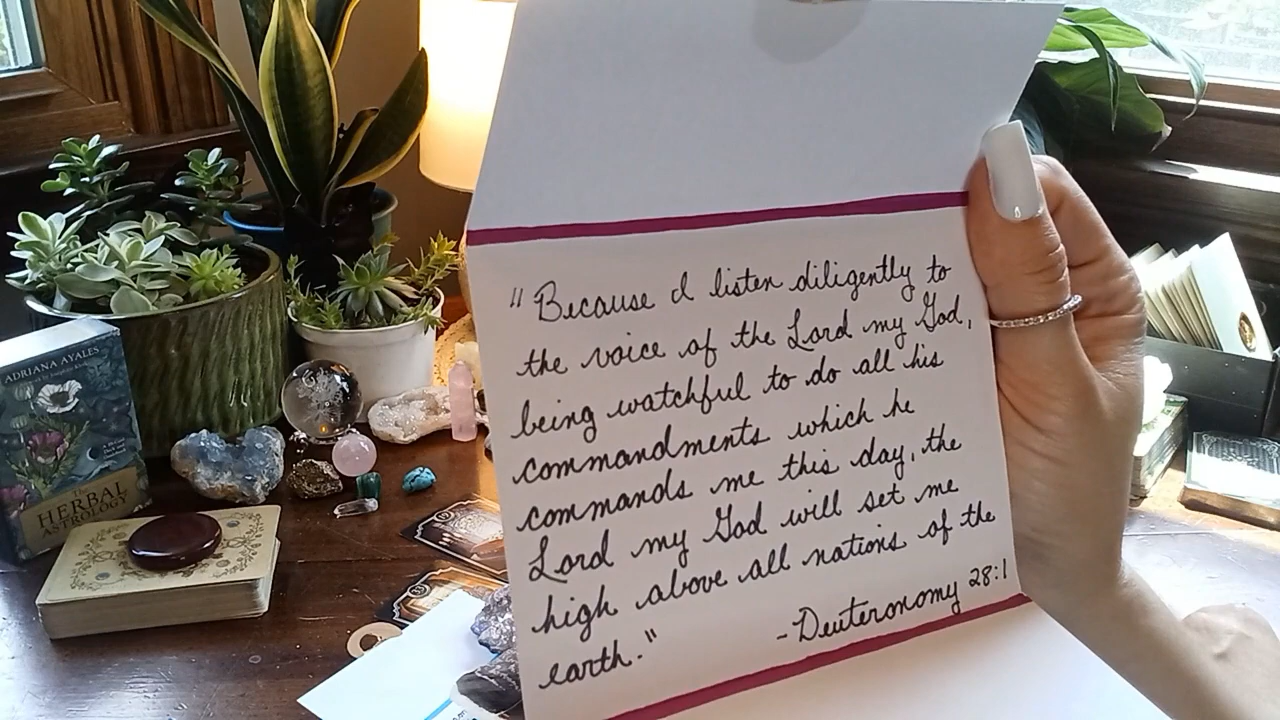 "Because I listen diligently to
the voice of the Lord my God,
being watchful to do all his
commandments which he
commands me this day, the
Lord my God will set me
high above all nations of the
earth."
-Deuteronomy 28:1
ADRIANA AYALES
The
HERBAL
ASTROLOGY